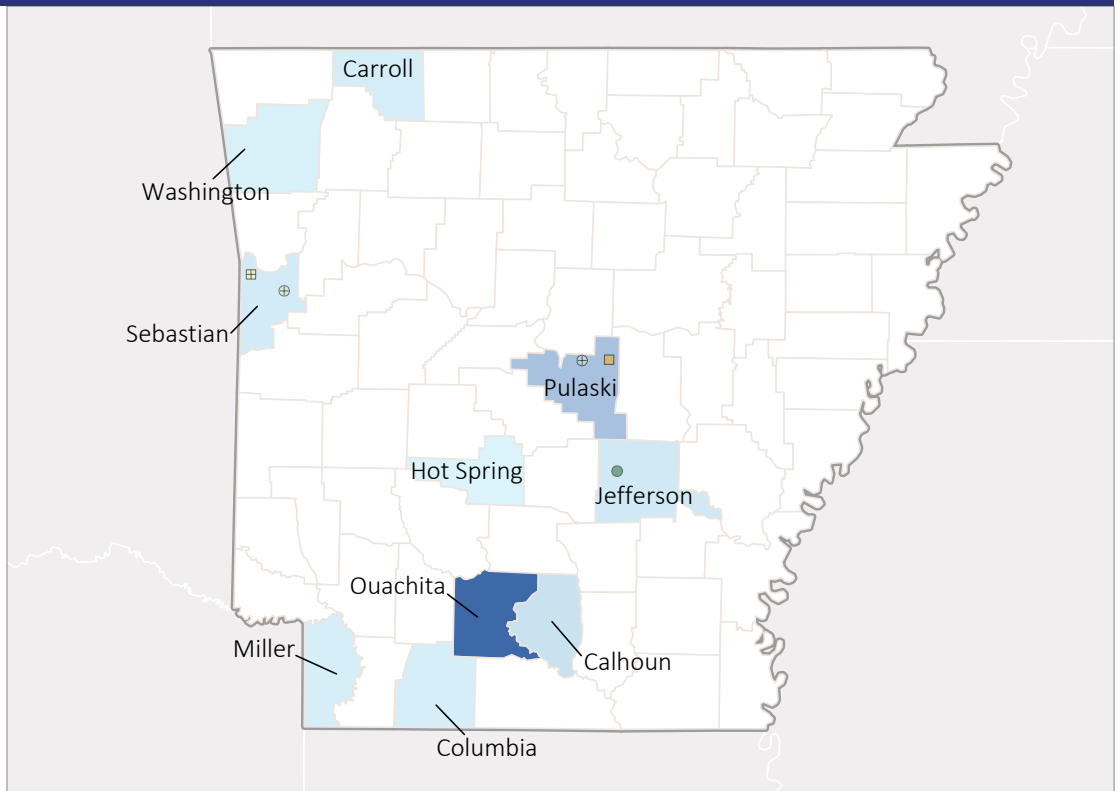 Carroll
Washington
Sebastian
Pulaski
Hot Spring
Jefferson
Ouachita
Miller
Calhoun
Columbia